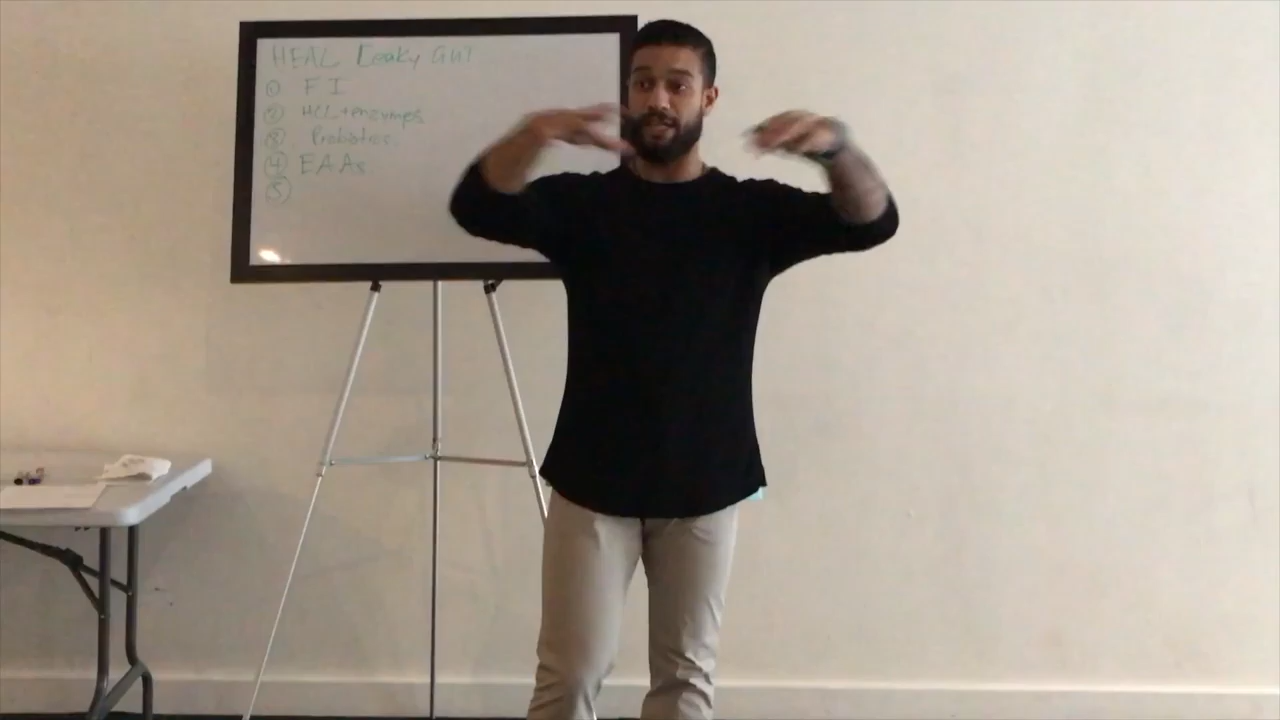 HEAL Leaky GUT
① F I
② HCL+enzymes
③ Probiotics
④ EAAs
⑤